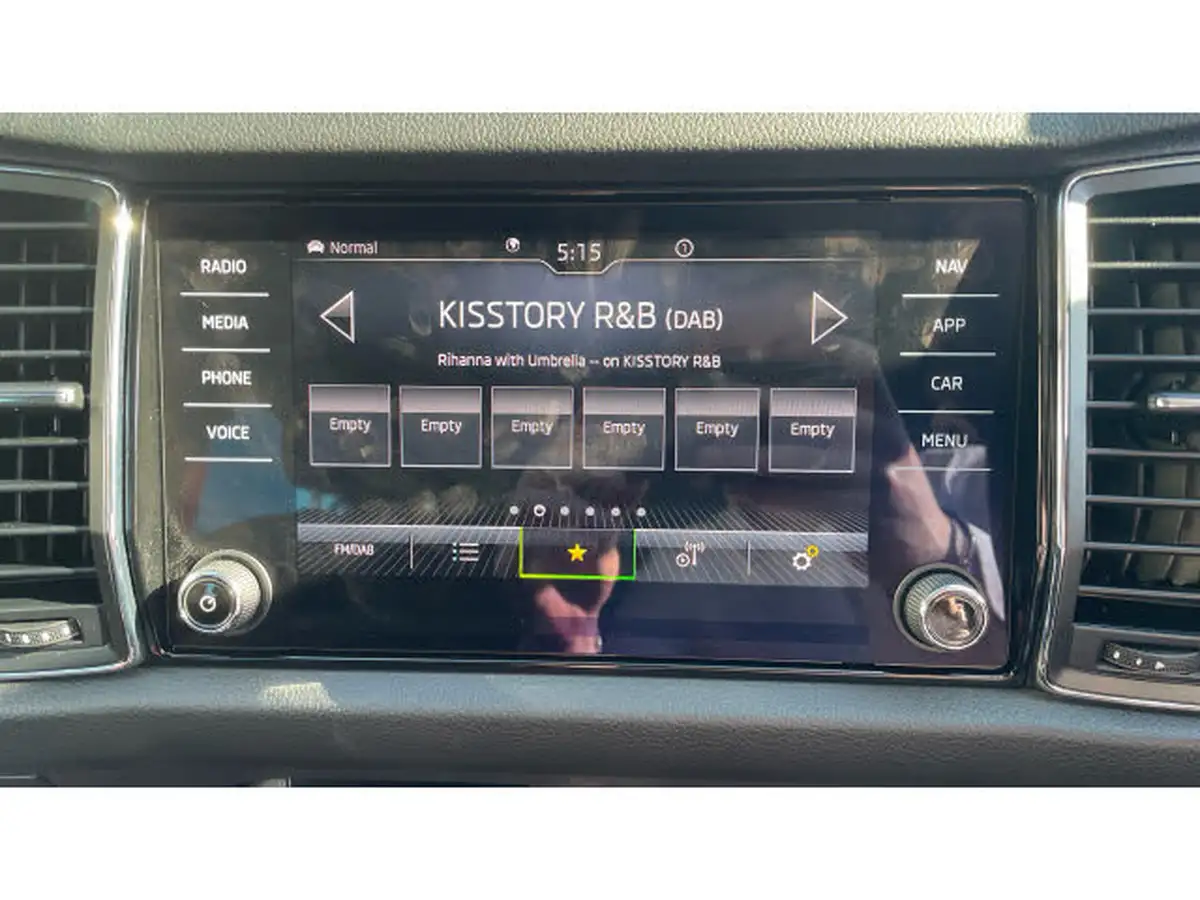 Normal
5:15
1
RADIO
MEDIA
PHONE
VOICE
KISSTORY R&B (DAB)
Rihanna with Umbrella -- on KISSTORY R&B
Empty Empty Empty Empty Empty Empty
FM/DAB
NAV
APP
CAR
MENU